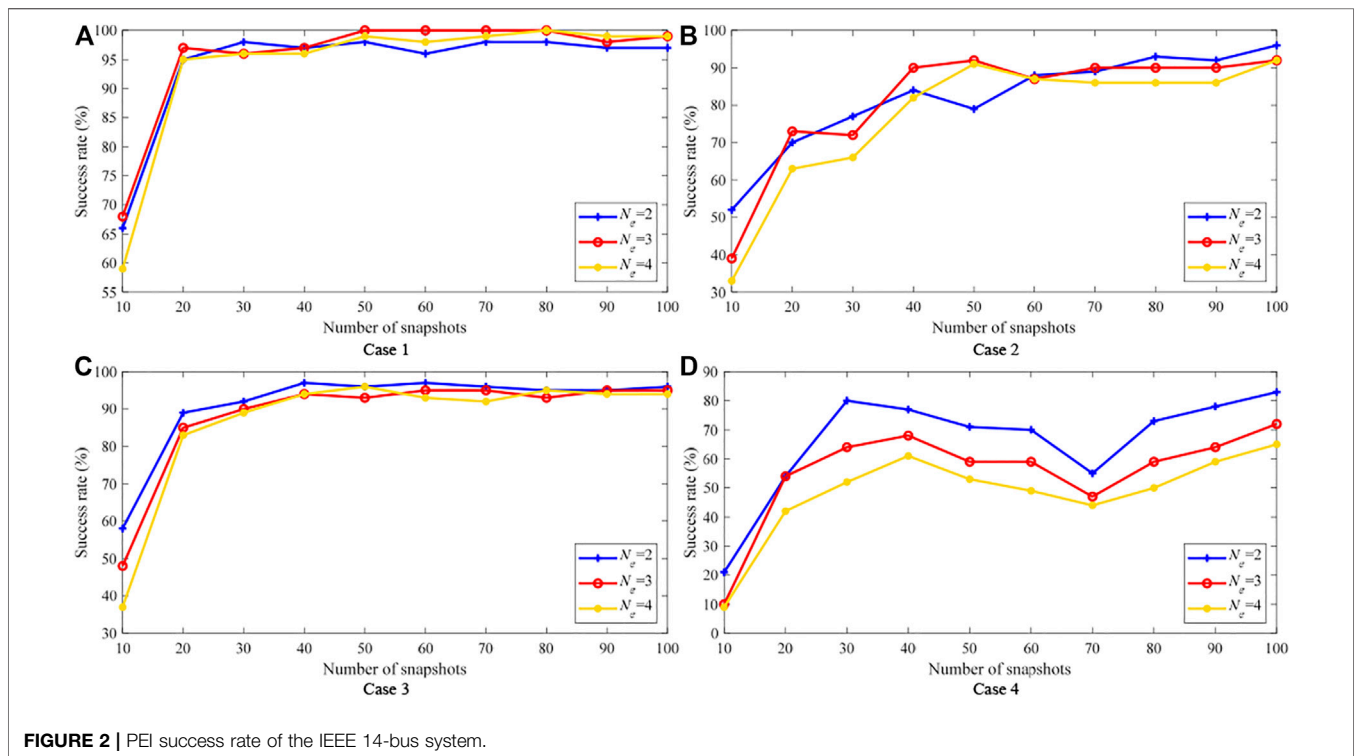 A
100
95
90
85
80
75
70
65
60
55
Success rate (%)
10 20 30 40 50 60 70 80 90 100
Number of snapshots
Case 1
N_e=2
N_e=3
N_e=4
B
100
90
80
70
60
50
40
30
Success rate (%)
10 20 30 40 50 60 70 80 90 100
Number of snapshots
Case 2
N_e=2
N_e=3
N_e=4
C
100
90
80
70
60
50
40
30
Success rate (%)
10 20 30 40 50 60 70 80 90 100
Number of snapshots
Case 3
N_e=2
N_e=3
N_e=4
D
90
80
70
60
50
40
30
20
10
0
Success rate (%)
10 20 30 40 50 60 70 80 90 100
Number of snapshots
Case 4
N_e=2
N_e=3
N_e=4
FIGURE 2 | PEI success rate of the IEEE 14-bus system.